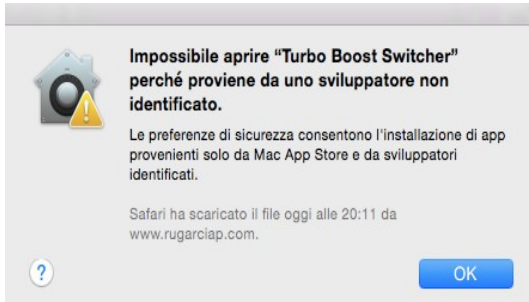 Impossibile aprire “Turbo Boost Switcher”
perché proviene da uno sviluppatore non
identificato.
Le preferenze di sicurezza consentono l'installazione di app
provenienti solo da Mac App Store e da sviluppatori
identificati.
Safari ha scaricato il file oggi alle 20:11 da
www.rugarciap.com.
?
OK